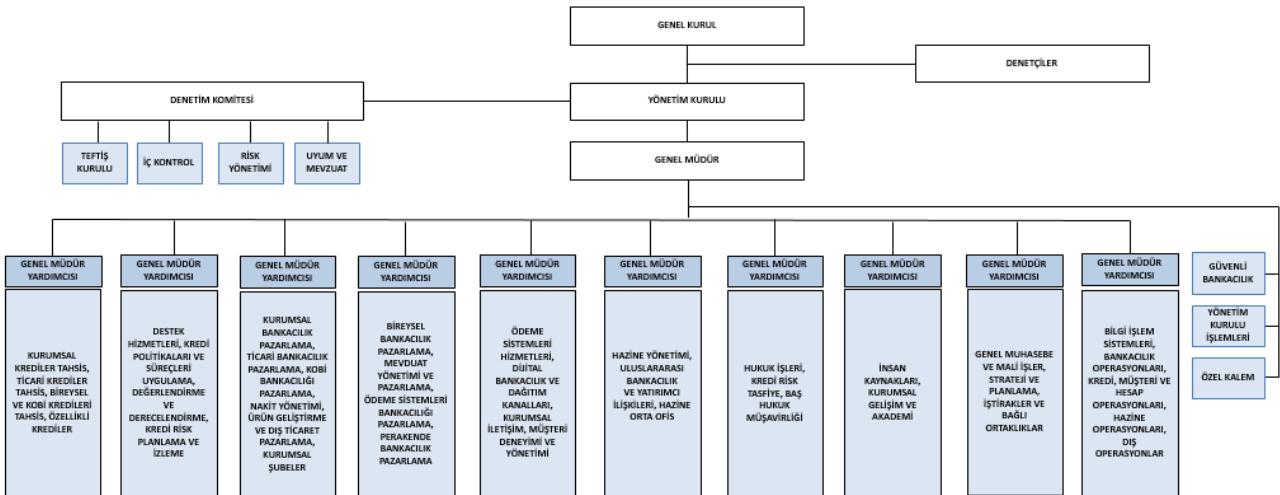 GENEL KURUL
DENETÇİLER
DENETİM KOMİTESİ
YÖNETİM KURULU
TEFTİŞ
KURULU
İÇ KONTROL
RİSK
YÖNETİMİ
UYUM VE
MEVZUAT
GENEL MÜDÜR
GENEL MÜDÜR
YARDIMCISI
KURUMSAL
KREDİLER TAHSİS,
TİCARİ KREDİLER
TAHSİS, BİREYSEL
VE KOBİ KREDİLERİ
TAHSİS, ÖZELLİKLİ
KREDİLER
GENEL MÜDÜR
YARDIMCISI
DESTEK
HİZMETLERİ, KREDİ
POLİTİKALARI VE
SÜREÇLERİ
UYGULAMA,
DEĞERLENDİRME
VE
DERECELENDİRME,
KREDİ RİSK
PLANLAMA VE
İZLEME
GENEL MÜDÜR
YARDIMCISI
KURUMSAL
BANKACILIK
PAZARLAMA,
TİCARİ BANKACILIK
PAZARLAMA, KOBİ
BANKACILIĞI
PAZARLAMA,
NAKİT YÖNETİMİ,
ÜRÜN GELİŞTİRME
VE DIŞ TİCARET
PAZARLAMA,
KURUMSAL
ŞUBELER
GENEL MÜDÜR
YARDIMCISI
BİREYSEL
BANKACILIK
PAZARLAMA,
MEVDUAT
YÖNETİMİ VE
PAZARLAMA,
ÖDEME SİSTEMLERİ
BANKACILIĞI
PAZARLAMA,
PERAKENDE
BANKACILIK
PAZARLAMA
GENEL MÜDÜR
YARDIMCISI
ÖDEME
SİSTEMLERİ
HİZMETLERİ,
DİJİTAL
BANKACILIK VE
DAĞITIM
KANALLARI,
KURUMSAL
İLETİŞİM, MÜŞTERİ
DENEYİMİ VE
YÖNETİMİ
GENEL MÜDÜR
YARDIMCISI
HAZİNE YÖNETİMİ,
ULUSLARARASI
BANKACILIK
VE YATIRIMCI
İLİŞKİLERİ, HAZİNE
ORTA OFİS
GENEL MÜDÜR
YARDIMCISI
HUKUK İŞLERİ,
KREDİ RİSK
TASFİYE, BAŞ
HUKUK
MÜŞAVİRLİĞİ
GENEL MÜDÜR
YARDIMCISI
İNSAN
KAYNAKLARI,
KURUMSAL
GELİŞİM VE
AKADEMİ
GENEL MÜDÜR
YARDIMCISI
GENEL MUHASEBE
VE MALİ İŞLER,
STRATEJİ VE
PLANLAMA,
İŞTİRAKLER VE
BAĞLI
ORTAKLIKLAR
GENEL MÜDÜR
YARDIMCISI
BİLGİ İŞLEM
SİSTEMLERİ,
BANKACILIK
OPERASYONLARI,
KREDİ, MÜŞTERİ VE
HESAP
OPERASYONLARI,
HAZİNE
OPERASYONLARI,
DIŞ
OPERASYONLAR
GÜVENLİ
BANKACILIK
YÖNETİM
KURULU
İŞLEMLERİ
ÖZEL KALEM